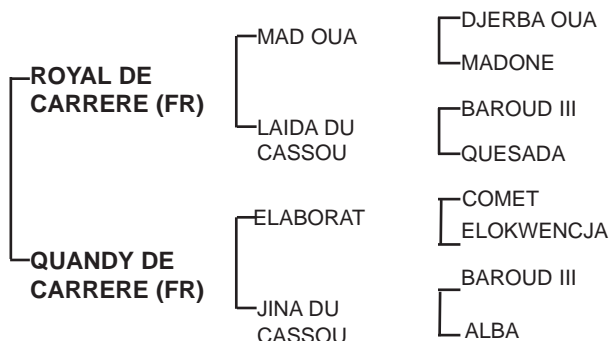 ROYAL DE
CARRERE (FR)
MAD OUA
DJERBA OUA
MADONE
LAIDA DU
CASSOU
BAROUD III
QUESADA
QUANDY DE
CARRERE (FR)
ELABORAT
COMET
ELOKWENCJA
JINA DU
CASSOU
BAROUD III
ALBA